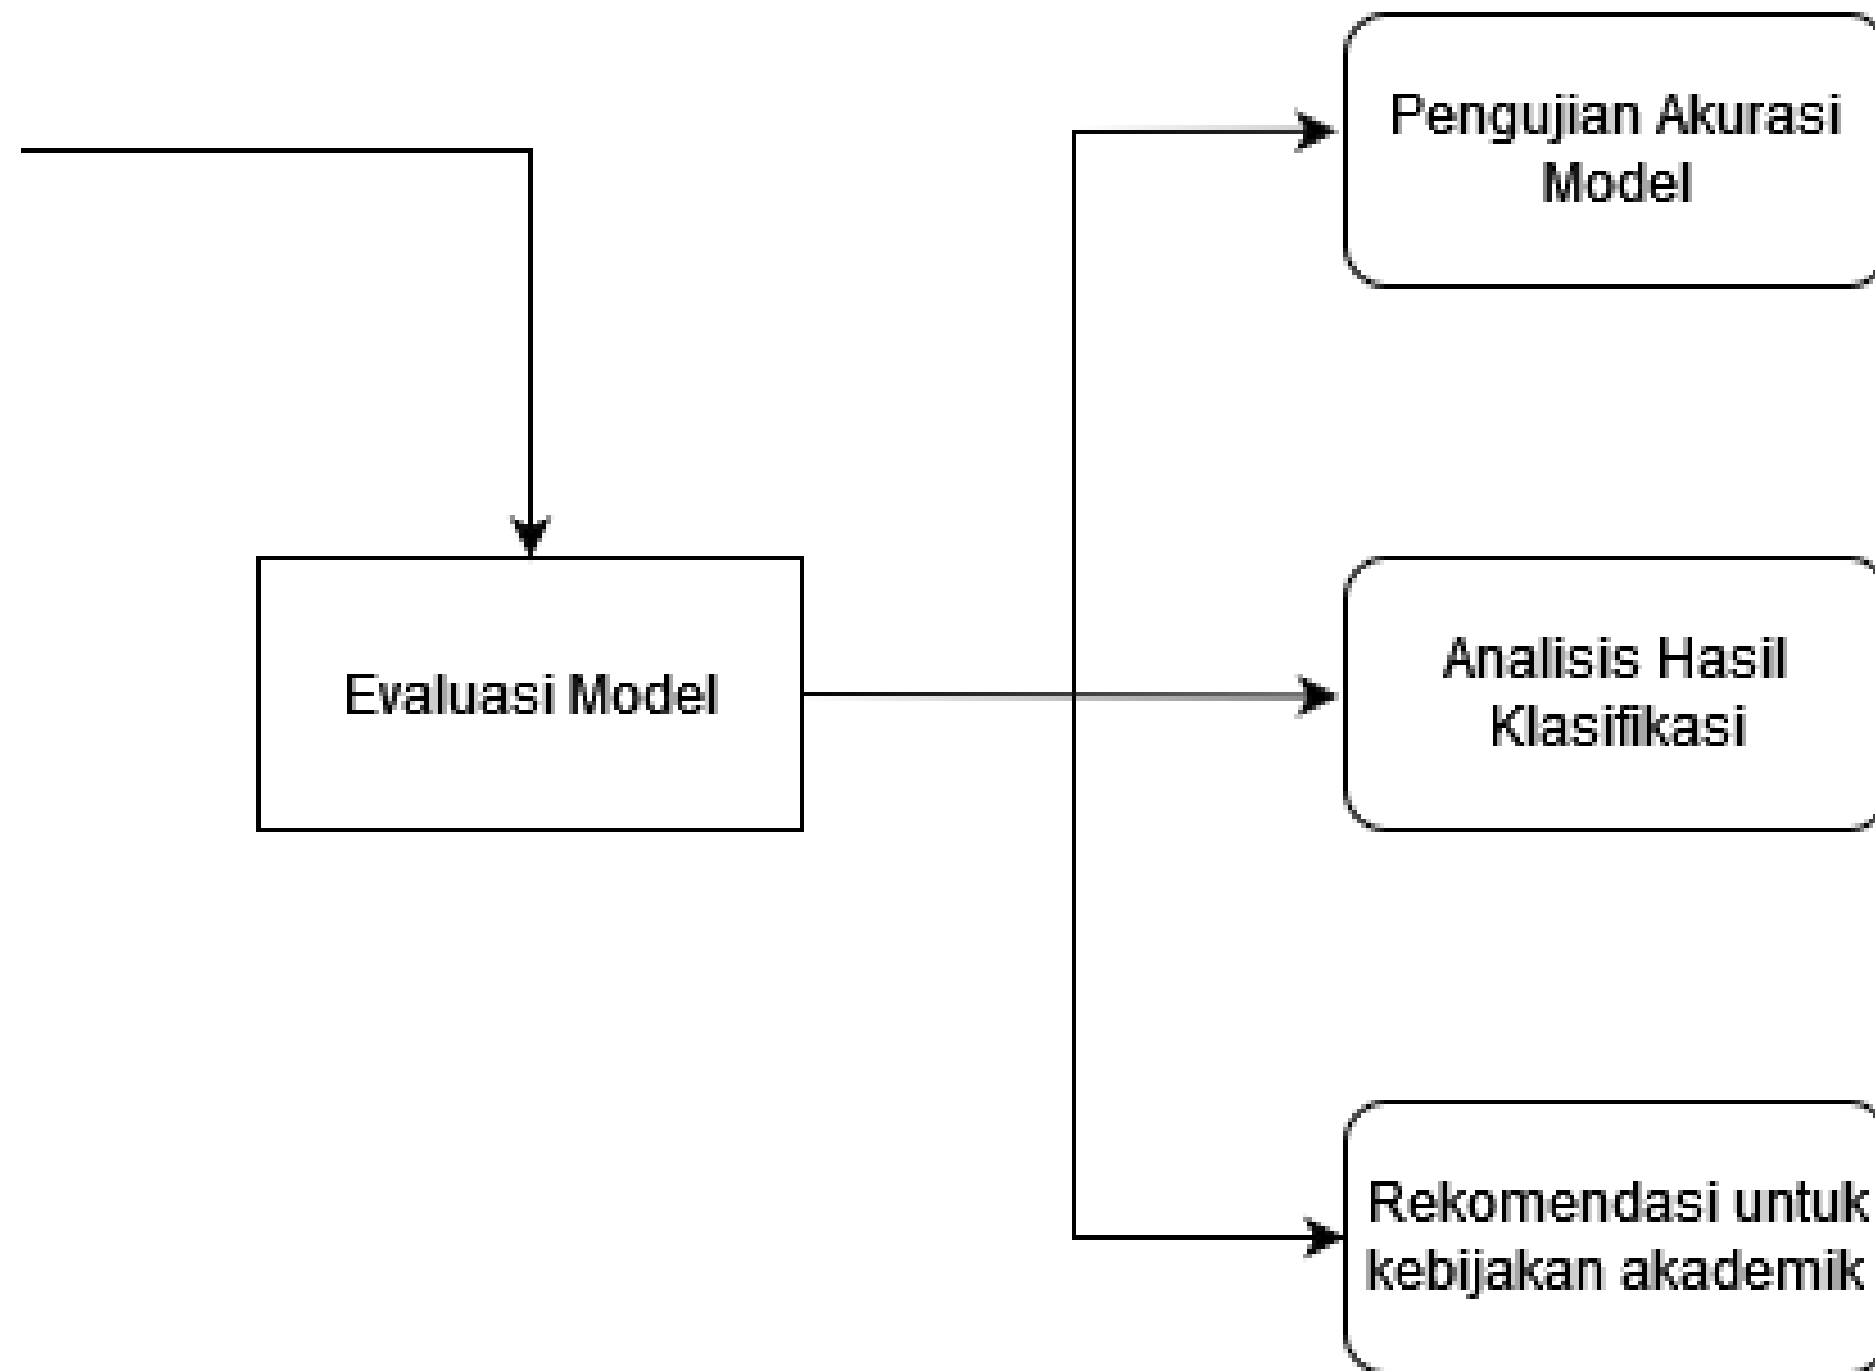 Pengujian Akurasi
Model
Evaluasi Model
Analisis Hasil
Klasifikasi
Rekomendasi untuk
kebijakan akademik